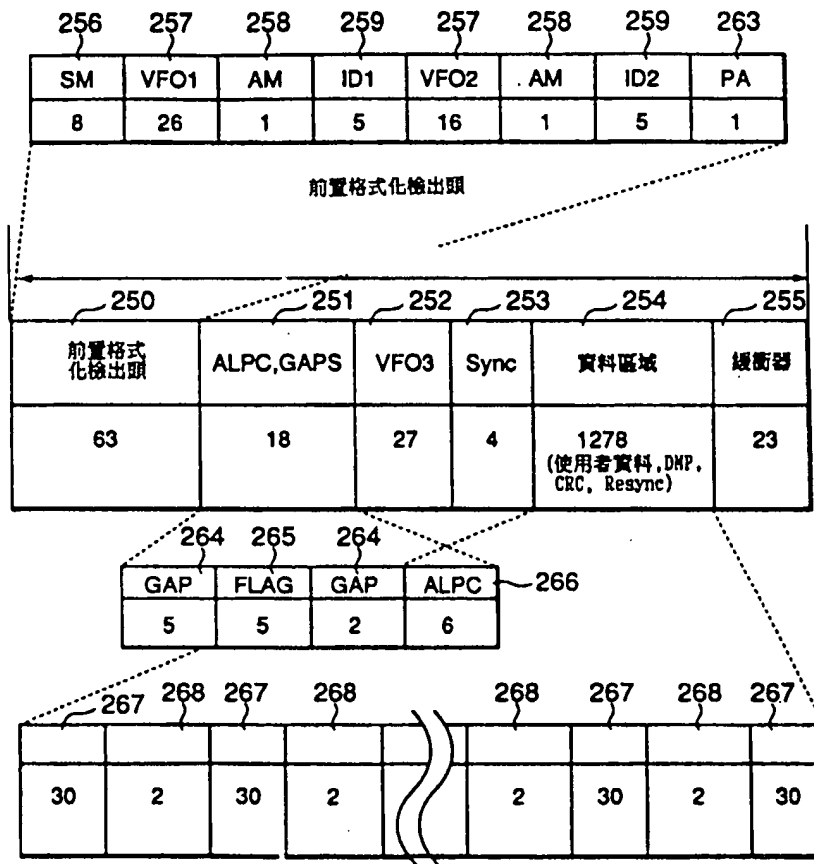 256 257 258 259 257 258 259 263
SM VFO1 AM ID1 VFO2 AM ID2 PA
8 26 1 5 16 1 5 1
前置格式化檢出頭
250 251 252 253 254 255
前置格式
化檢出頭 ALPC,GAPS VFO3 Sync 資料區域 緩衝器
63 18 27 4 1278 23
(使用者資料,DMP,
CRC, Resync)
264 265 264
GAP FLAG GAP ALPC 266
5 5 2 6
267 268 267 268 268 267 268 267
30 2 30 2 2 30 2 30